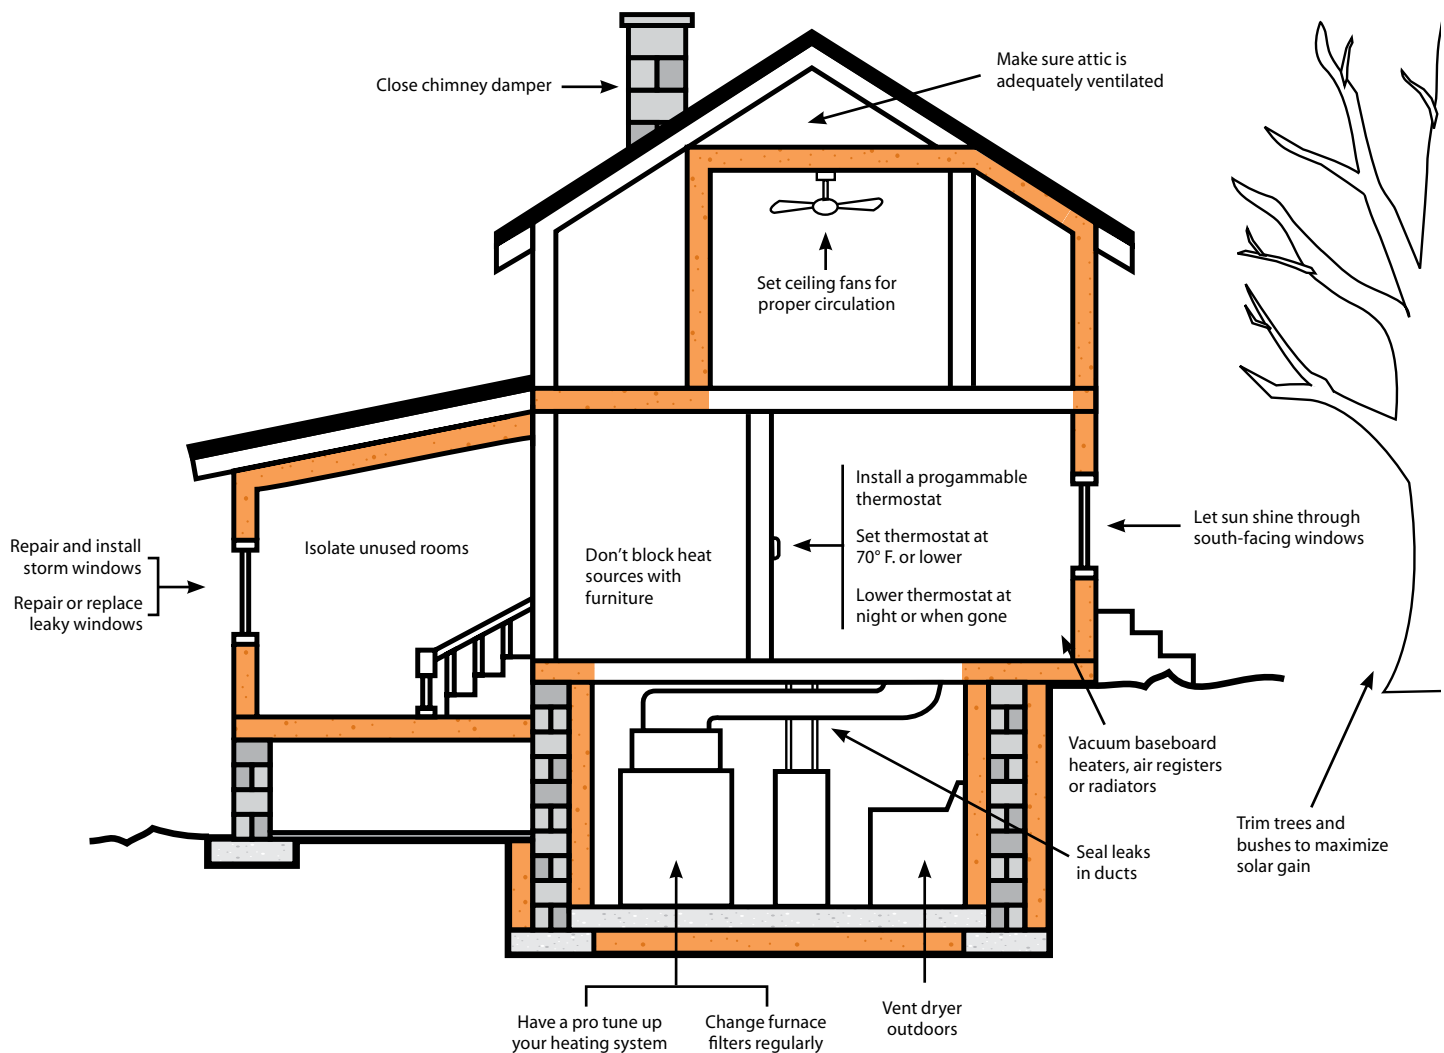 Close chimney damper
Make sure attic is
adequately ventilated
Set ceiling fans for
proper circulation
Repair and install
storm windows
Repair or replace
leaky windows
Isolate unused rooms
Don’t block heat
sources with
furniture
Install a progammable
thermostat
Set thermostat at
70° F. or lower
Lower thermostat at
night or when gone
Let sun shine through
south-facing windows
Vacuum baseboard
heaters, air registers
or radiators
Trim trees and
bushes to maximize
solar gain
Seal leaks
in ducts
Have a pro tune up
your heating system
Change furnace
filters regularly
Vent dryer
outdoors